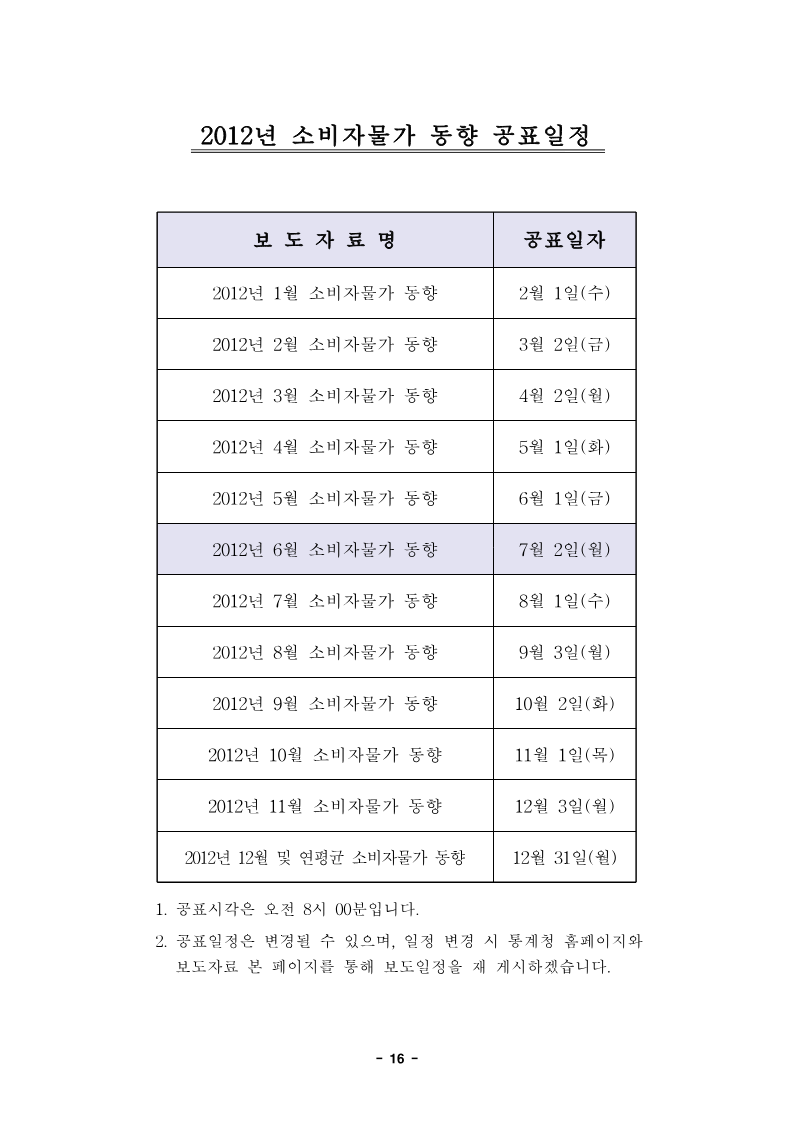 2012년 소비자물가 동향 공표일정
보 도 자 료 명 공표일자
2012년 1월 소비자물가 동향 2월 1일(수)
2012년 2월 소비자물가 동향 3월 2일(금)
2012년 3월 소비자물가 동향 4월 2일(월)
2012년 4월 소비자물가 동향 5월 1일(화)
2012년 5월 소비자물가 동향 6월 1일(금)
2012년 6월 소비자물가 동향 7월 2일(월)
2012년 7월 소비자물가 동향 8월 1일(수)
2012년 8월 소비자물가 동향 9월 3일(월)
2012년 9월 소비자물가 동향 10월 2일(화)
2012년 10월 소비자물가 동향 11월 1일(목)
2012년 11월 소비자물가 동향 12월 3일(월)
2012년 12월 및 연평균 소비자물가 동향 12월 31일(월)
1. 공표시각은 오전 8시 00분입니다.
2. 공표일정은 변경될 수 있으며, 일정 변경 시 통계청 홈페이지와
보도자료 본 페이지를 통해 보도일정을 재 게시하겠습니다.
- 16 -